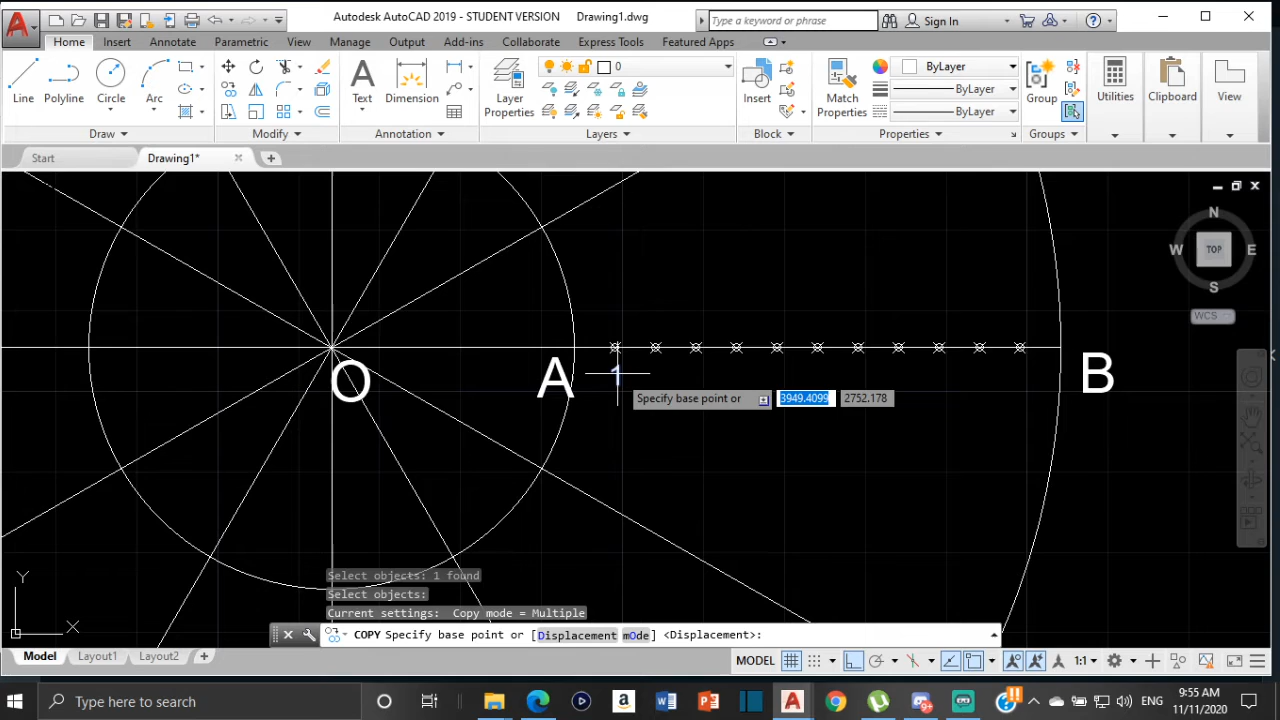 Autodesk AutoCAD 2019 - STUDENT VERSION Drawing1.dwg
Type a keyword or phrase
Sign In
Home Insert Annotate Parametric View Manage Output Add-ins Collaborate Express Tools Featured Apps
Line Polyline Circle Arc
Text Dimension
Layer Properties
0
Insert
Match Properties
ByLayer
ByLayer
ByLayer
Group
Utilities
Clipboard
View
Draw Modify Annotation Layers Block Properties Groups
Start Drawing1*
N
W TOP E
S
WCS
O A 1 B
Specify base point or 3949.4099 2752.178
Select objects: 1 found
Select objects:
Current settings: Copy mode = Multiple
COPY Specify base point or [Displacement mOde] <Displacement>:
Y
X
Model Layout1 Layout2
MODEL 1:1
Type here to search
ENG
9:55 AM
11/11/2020